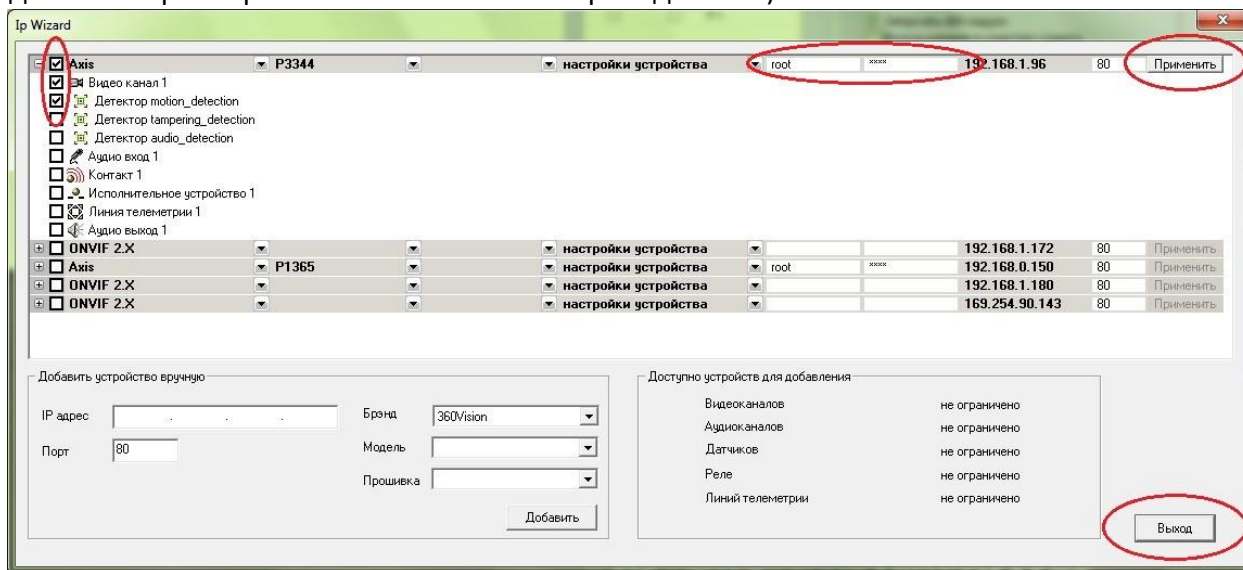 Ip Wizard
Axis P3344 настройки устройства root **** 192.168.1.96 80 Применить
Видео канал 1
Детектор motion_detection
Детектор tampering_detection
Детектор audio_detection
Аудио вход 1
Контакт 1
Исполнительное устройство 1
Линия телеметрии 1
Аудио выход 1
ONVIF 2.X настройки устройства 192.168.1.172 80 Применить
Axis P1365 настройки устройства root **** 192.168.0.150 80 Применить
ONVIF 2.X настройки устройства 192.168.1.180 80 Применить
ONVIF 2.X настройки устройства 169.254.90.143 80 Применить
Добавить устройство вручную
IP адрес . . .
Порт 80
Брэнд 360Vision
Модель
Прошивка
Добавить
Доступно устройств для добавления
Видеоканалов не ограничено
Аудиоканалов не ограничено
Датчиков не ограничено
Реле не ограничено
Линий телеметрии не ограничено
Выход